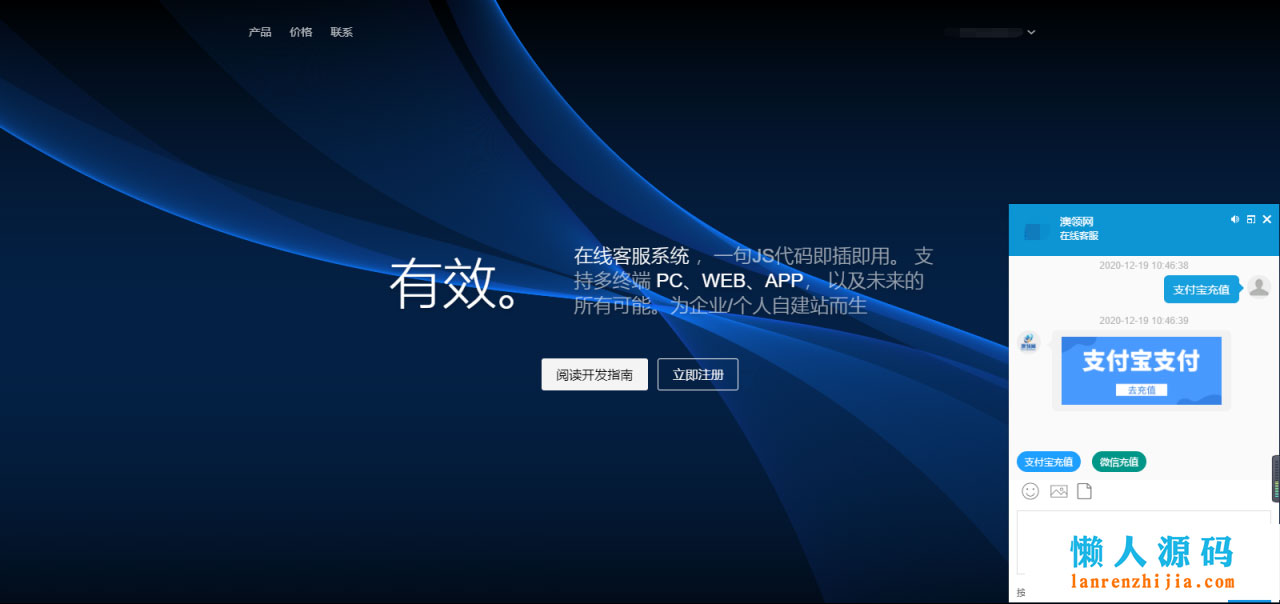 产品 价格 联系
有效。
在线客服系统 ，一句JS代码即插即用。 支
持多终端 PC、WEB、APP， 以及未来的
所有可能。为企业/个人自建站而生
阅读开发指南 立即注册
澳领网
在线客服
2020-12-19 10:46:38
支付宝充值
2020-12-19 10:46:39
支付宝支付
去充值
支付宝充值 微信充值
懒人源码
lanrenzhijia.com
按